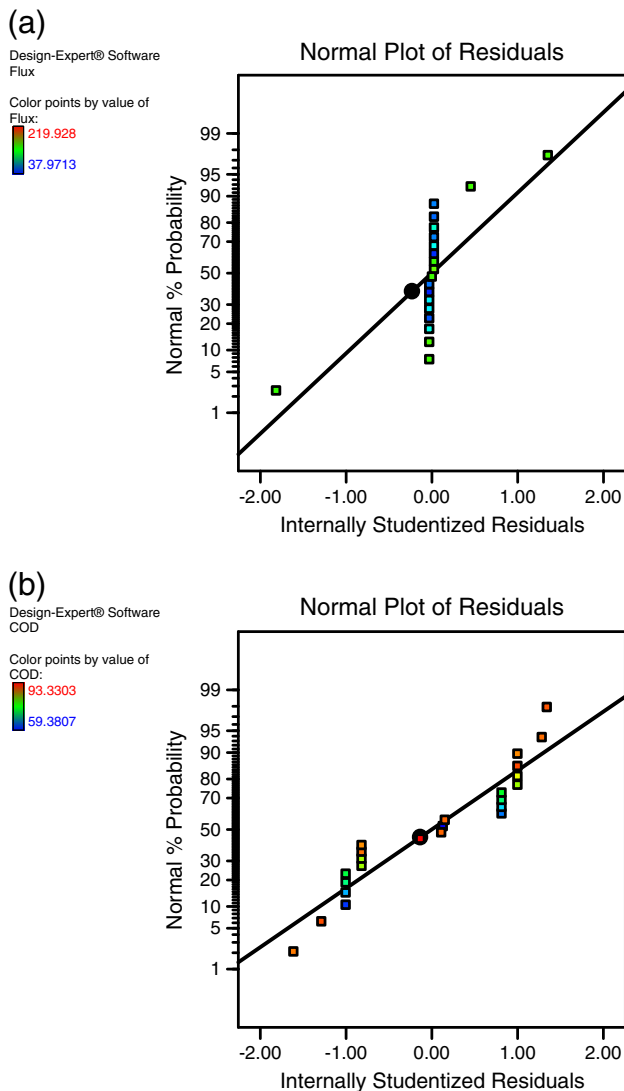 (a)
Design-Expert® Software
Flux
Color points by value of
Flux:
219.928
37.9713
Normal Plot of Residuals
Normal % Probability
99
95
90
80
70
50
30
20
10
5
1
-2.00 -1.00 0.00 1.00 2.00
Internally Studentized Residuals
(b)
Design-Expert® Software
COD
Color points by value of
COD:
93.3303
59.3807
Normal Plot of Residuals
Normal % Probability
99
95
90
80
70
50
30
20
10
5
1
-2.00 -1.00 0.00 1.00 2.00
Internally Studentized Residuals